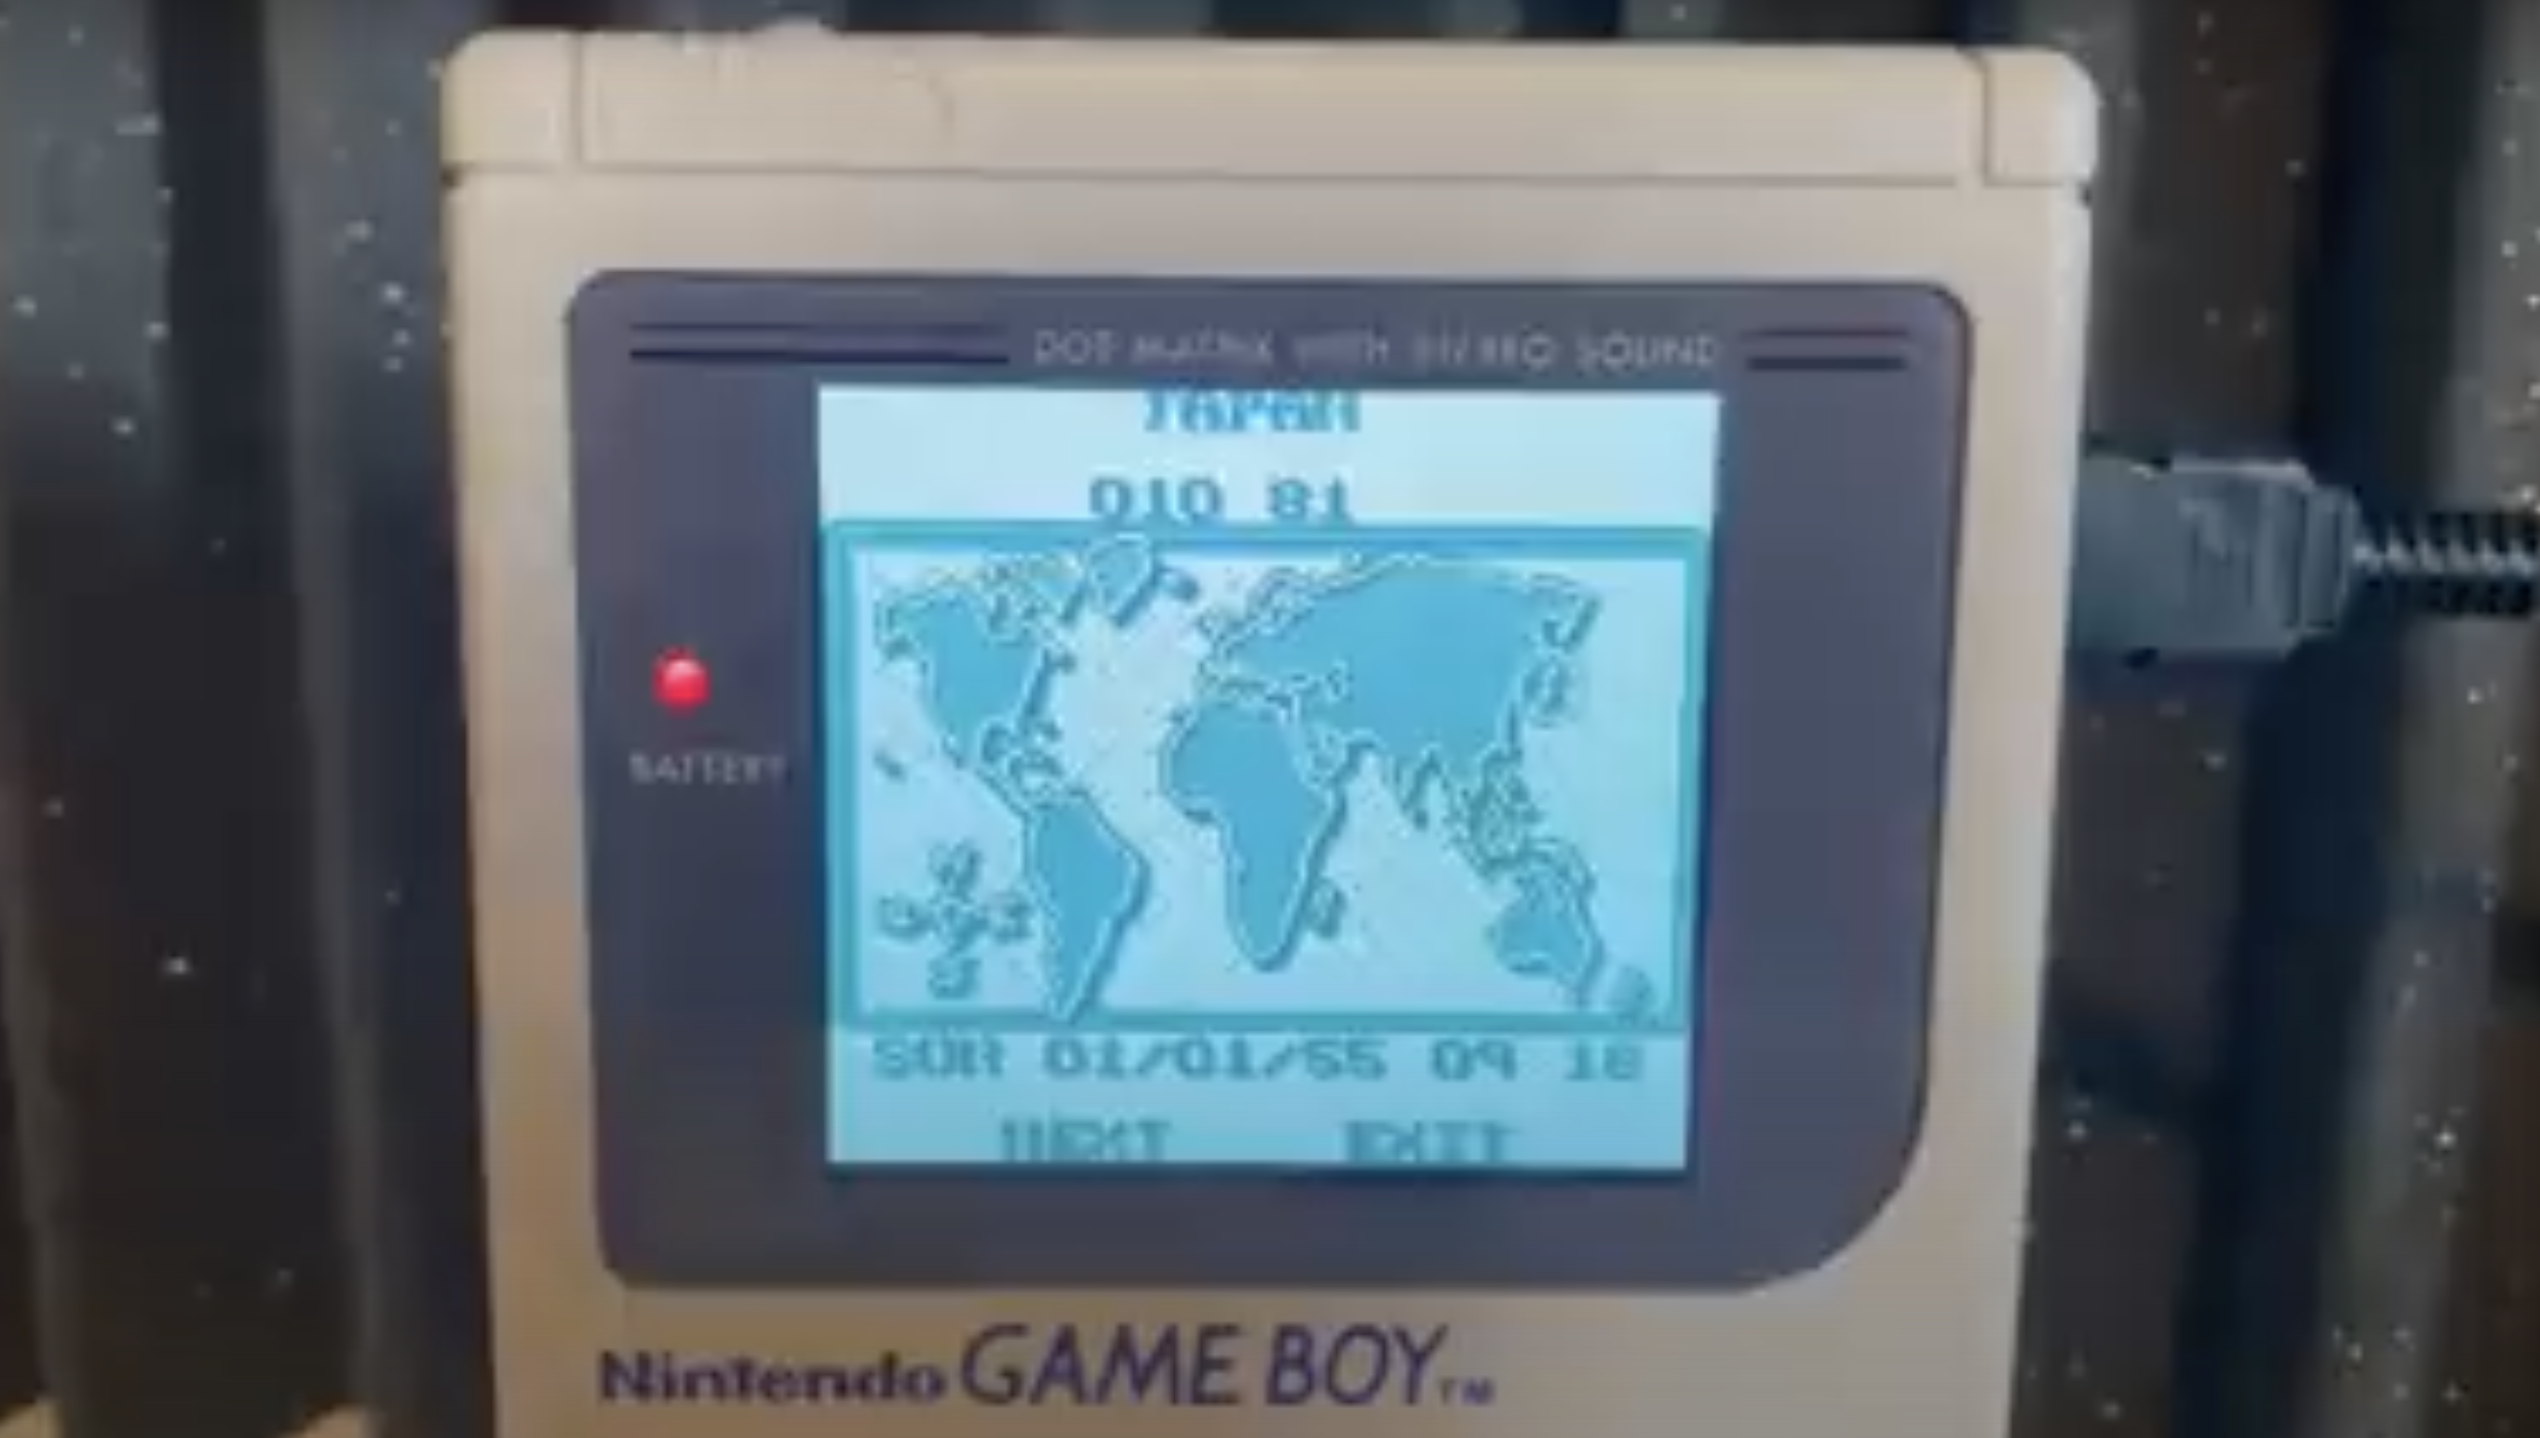 DOT MATRIX WITH STEREO SOUND
JAPAN
010 81
BATTERY
N
W E
S
SUN 01/01/55 09 18
NEXT EXIT
Nintendo GAME BOY™